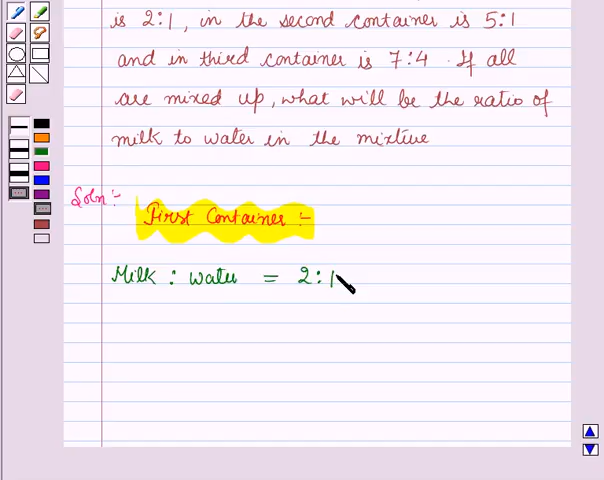 is 2:1, in the second container is 5:1
and in third container is 7:4. If all
are mixed up, what will be the ratio of
milk to water in the mixture
Soln:-
First Container:-
Milk : Water = 2:1